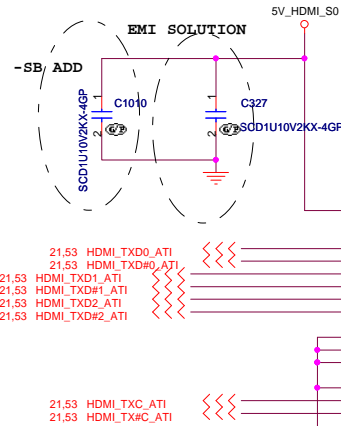 5V_HDMI_S0
EMI SOLUTION
-SB ADD
1
C1010
2
SCD1U10V2KX-4GP
1
C327
2
SCD1U10V2KX-4GP
21,53 HDMI_TXD0_ATI
21,53 HDMI_TXD#0_ATI
21,53 HDMI_TXD1_ATI
21,53 HDMI_TXD#1_ATI
21,53 HDMI_TXD2_ATI
21,53 HDMI_TXD#2_ATI
21,53 HDMI_TXC_ATI
21,53 HDMI_TX#C_ATI